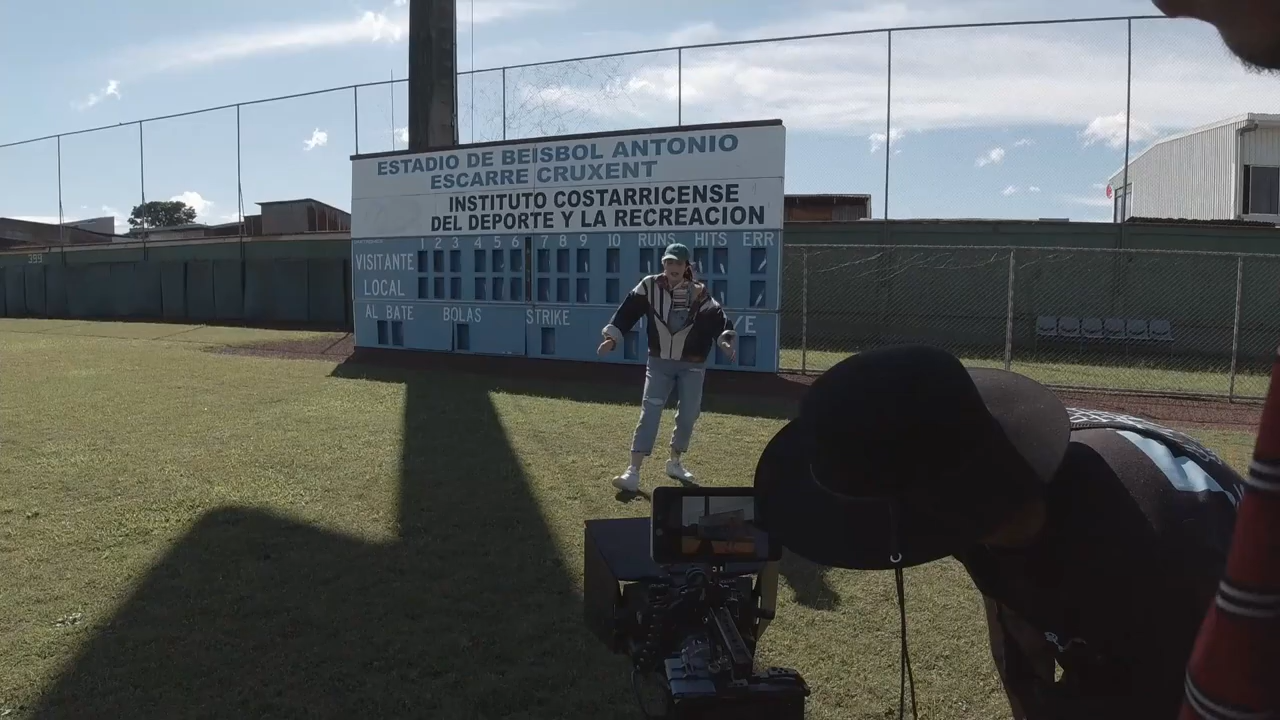 ESTADIO DE BEISBOL ANTONIO
ESCARRE CRUXENT
INSTITUTO COSTARRICENSE
DEL DEPORTE Y LA RECREACION
1 2 3 4 5 6 7 8 9 10 RUNS HITS ERR
VISITANTE
LOCAL
AL BATE BOLAS STRIKE
399